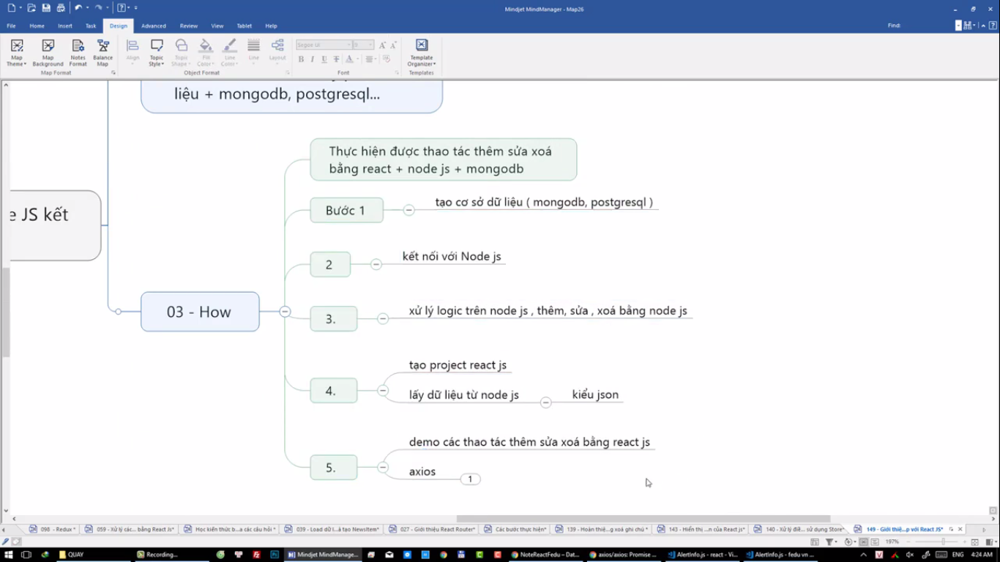 Mindjet MindManager - Map26
File Home Insert Task Design Advanced Review View Tablet Help Find:
Map Theme Map Background Notes Format Balance Map Align Topic Style Topic Shape Fill Color Line Color Line Layout Segoe UI Template Organizer
Map Format Object Format Font Templates
liệu + mongodb, postgresql...
Thực hiện được thao tác thêm sửa xoá
bằng react + node js + mongodb
Bước 1
tạo cơ sở dữ liệu ( mongodb, postgresql )
e JS kết
2
kết nối với Node js
03 - How
3.
xử lý logic trên node js , thêm, sửa , xoá bằng node js
4.
tạo project react js
lấy dữ liệu từ node js
kiểu json
5.
demo các thao tác thêm sửa xoá bằng react js
axios
1
098 - Redux * 059 - Xử lý các... bằng React Js* Học kiến thức b...a các câu hỏi * 039 - Load dữ l...à tạo NewsItem* 027 - Giới thiệu React Router* Các bước thực hiện* 139 - Hoàn thiệ...g xoá ghi chú * 143 - Hiển thị ...n của React js* 140 - Xử lý điề... sử dụng Store* 149 - Giới thiệ...p với React JS*
197%
QUAY Recording... Mindjet MindManage... NoteReactFedu – Dat... axios/axios: Promise ... AlertInfo.js - react - Vi... AlertInfo.js - fedu vn ... ENG 4:24 AM